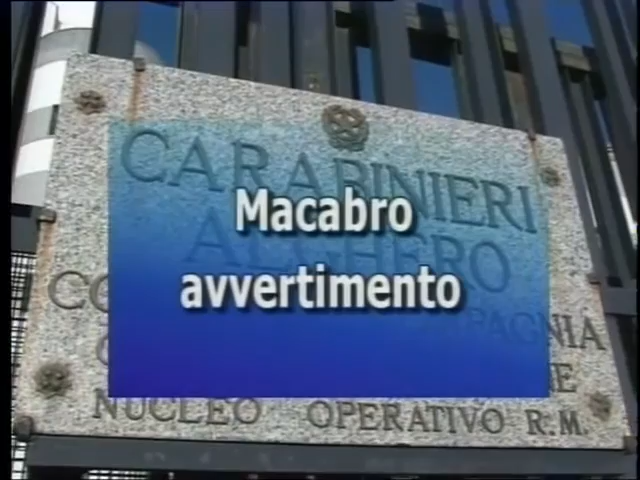 CARABINIERI
Macabro
ALGHERO
avvertimento
NUCLEO OPERATIVO R.M.